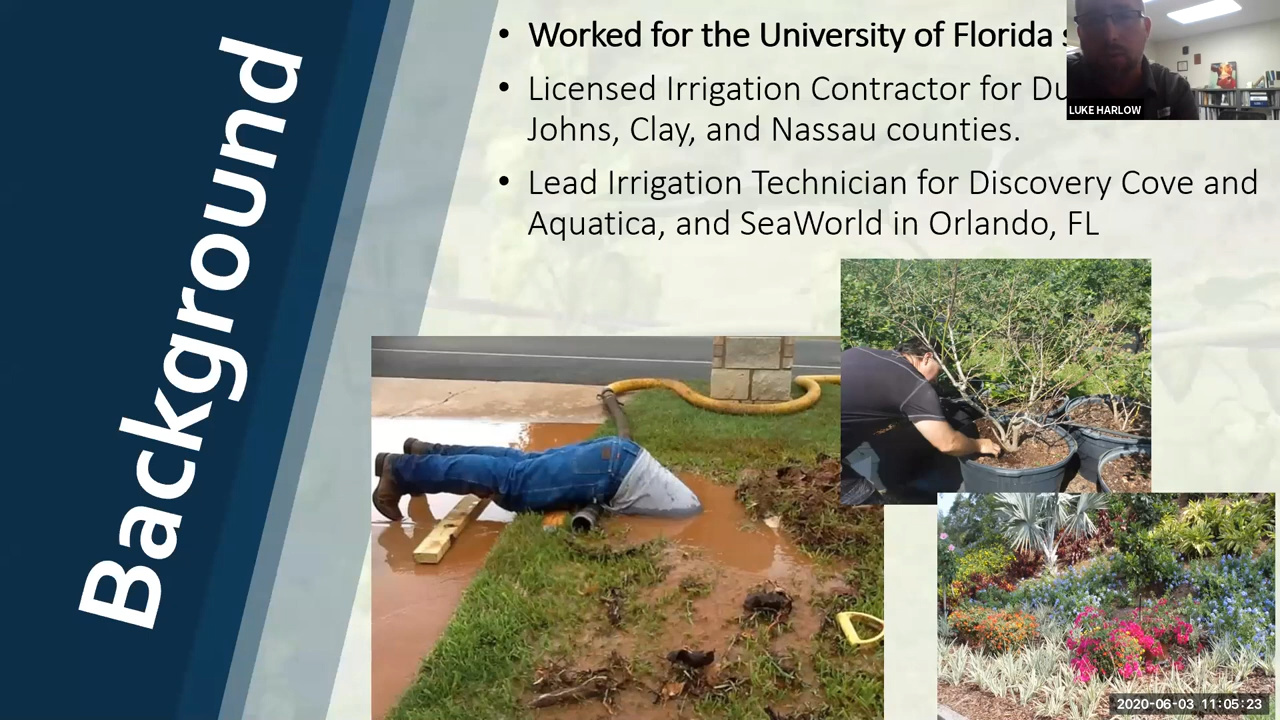 Background
• Worked for the University of Florida
LUKE HARLOW
• Licensed Irrigation Contractor for
Johns, Clay, and Nassau counties.
• Lead Irrigation Technician for Discovery Cove and
Aquatica, and SeaWorld in Orlando, FL
2020-06-03 11:05:23